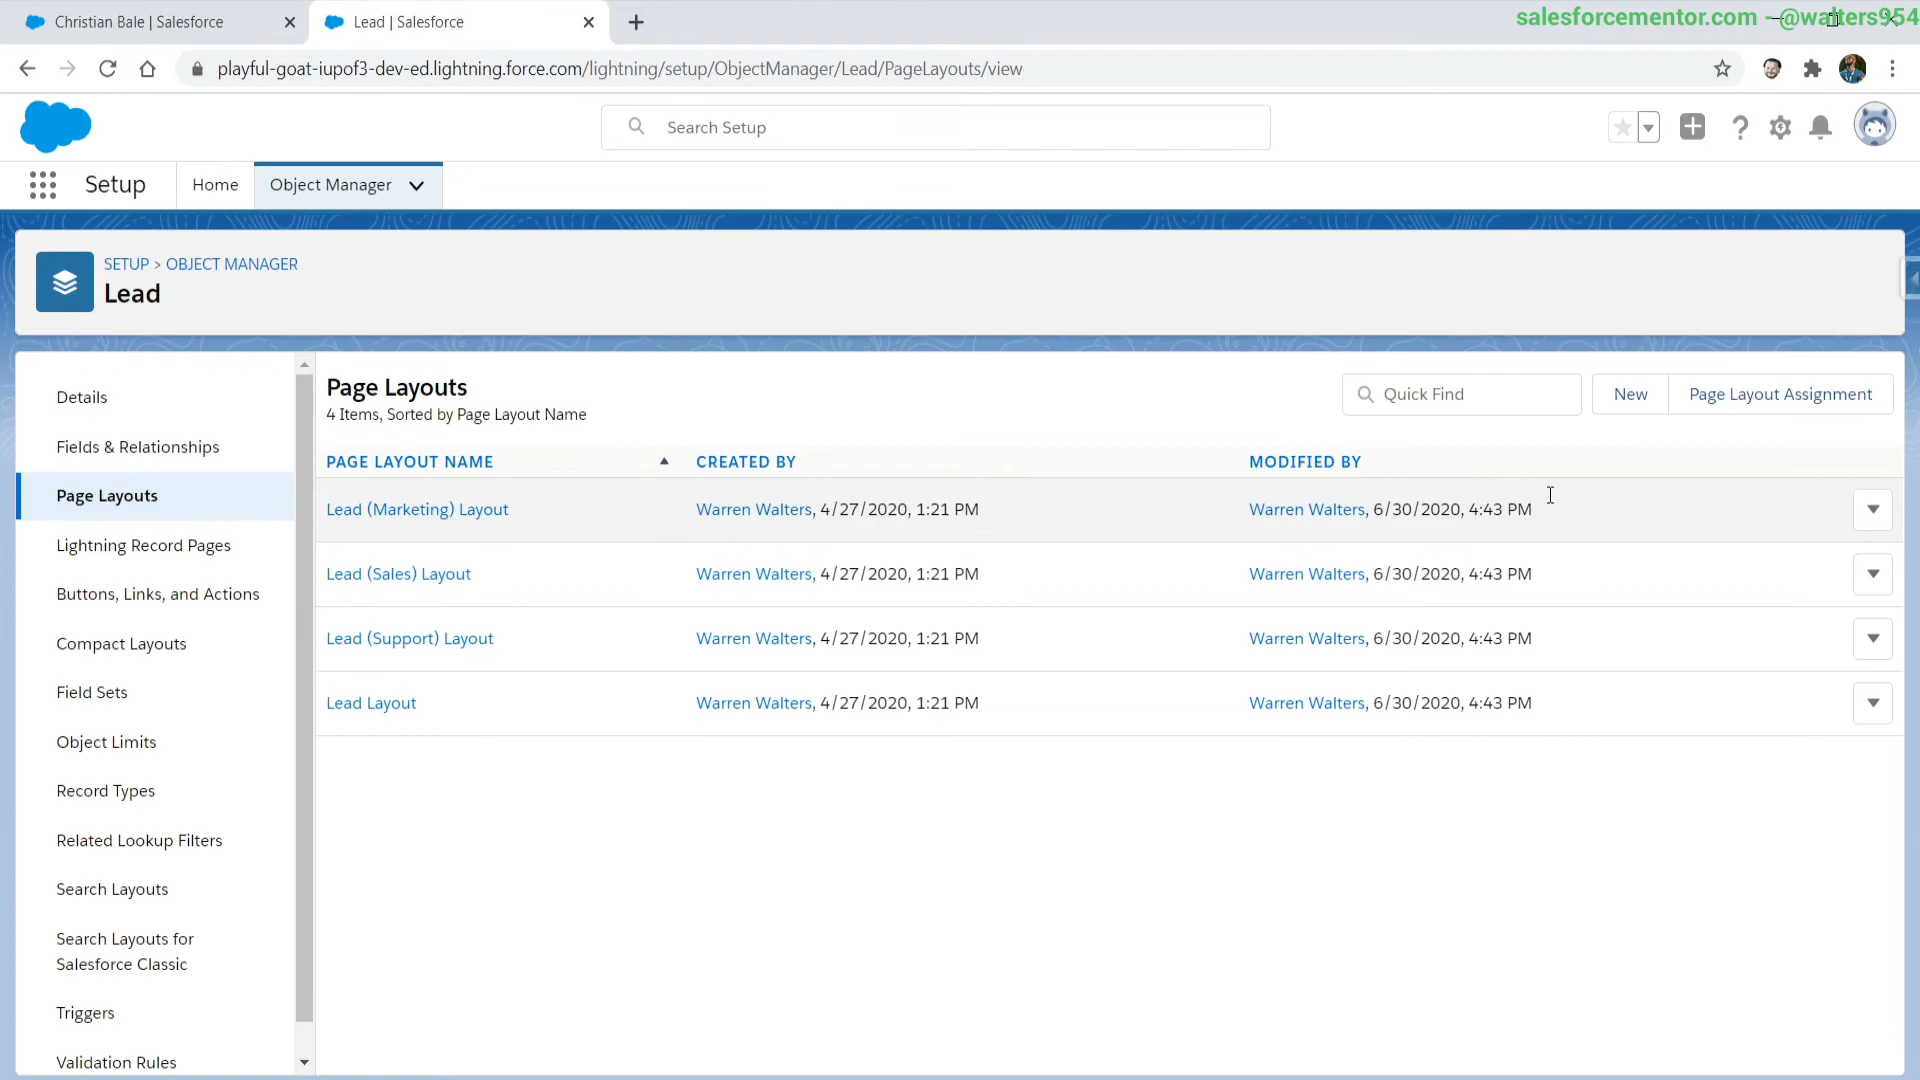 Christian Bale | Salesforce
Lead | Salesforce
salesforcementor.com - @walters954
playful-goat-iupof3-dev-ed.lightning.force.com/lightning/setup/ObjectManager/Lead/PageLayouts/view
Search Setup
Setup
Home
Object Manager
SETUP > OBJECT MANAGER
Lead
Details
Fields & Relationships
Page Layouts
Lightning Record Pages
Buttons, Links, and Actions
Compact Layouts
Field Sets
Object Limits
Record Types
Related Lookup Filters
Search Layouts
Search Layouts for
Salesforce Classic
Triggers
Validation Rules
Page Layouts
4 Items, Sorted by Page Layout Name
Quick Find
New
Page Layout Assignment
PAGE LAYOUT NAME CREATED BY MODIFIED BY
Lead (Marketing) Layout Warren Walters, 4/27/2020, 1:21 PM Warren Walters, 6/30/2020, 4:43 PM
Lead (Sales) Layout Warren Walters, 4/27/2020, 1:21 PM Warren Walters, 6/30/2020, 4:43 PM
Lead (Support) Layout Warren Walters, 4/27/2020, 1:21 PM Warren Walters, 6/30/2020, 4:43 PM
Lead Layout Warren Walters, 4/27/2020, 1:21 PM Warren Walters, 6/30/2020, 4:43 PM